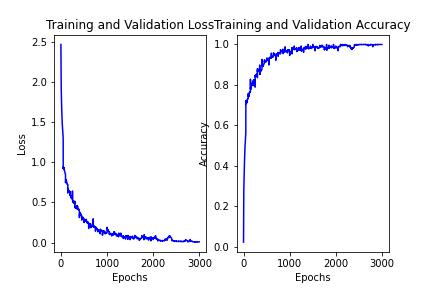 Training and Validation Loss
2.5
2.0
1.5
1.0
0.5
0.0
Loss
0 1000 2000 3000
Epochs
Training and Validation Accuracy
1.0
0.8
0.6
0.4
0.2
0.0
Accuracy
0 1000 2000 3000
Epochs